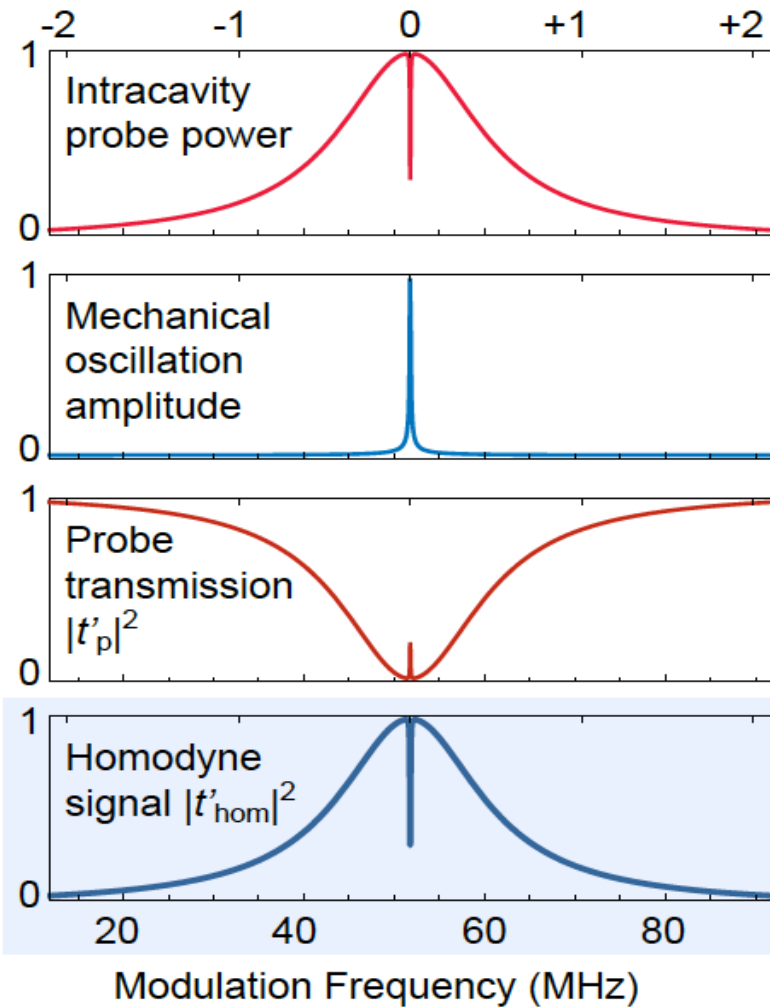 -2 -1 0 +1 +2
1
Intracavity
probe power
0
1
Mechanical
oscillation
amplitude
0
1
Probe
transmission
|t'p|2
0
1
Homodyne
signal |t'hom|2
0
20 40 60 80
Modulation Frequency (MHz)